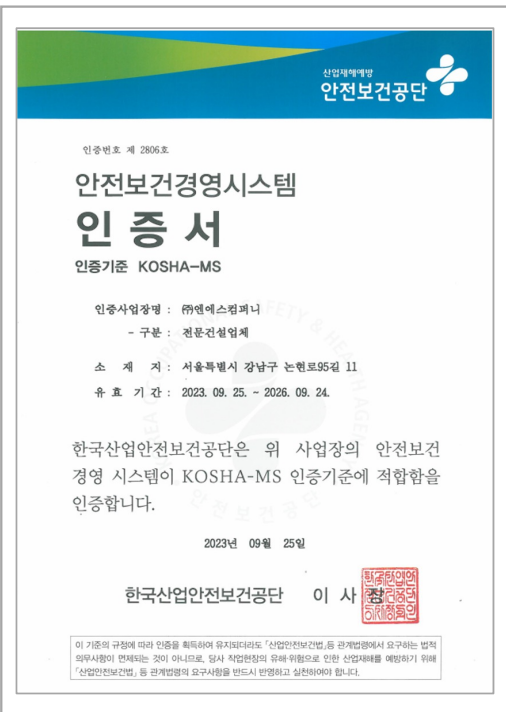 산업재해예방
안전보건공단
인증번호 제 2806호
안전보건경영시스템
인증서
인증기준 KOSHA-MS
인증사업장명 : ㈜엔에스컴퍼니
- 구분 : 전문건설업체
소 재 지 : 서울특별시 강남구 논현로95길 11
유 효 기 간 : 2023. 09. 25. ~ 2026. 09. 24.
한국산업안전보건공단은 위 사업장의 안전보건
경영 시스템이 KOSHA-MS 인증기준에 적합함을
인증합니다.
2023년 09월 25일
한국산업안전보건공단 이 사 장
이 기준의 규정에 따라 인증을 획득하여 유지되더라도 「산업안전보건법」등 관계법령에서 요구하는 법적
의무사항이 면제되는 것이 아니므로, 당사 작업현장의 유해·위험으로 인한 산업재해를 예방하기 위해
「산업안전보건법」 등 관계법령의 요구사항을 반드시 반영하고 실천하여야 합니다.